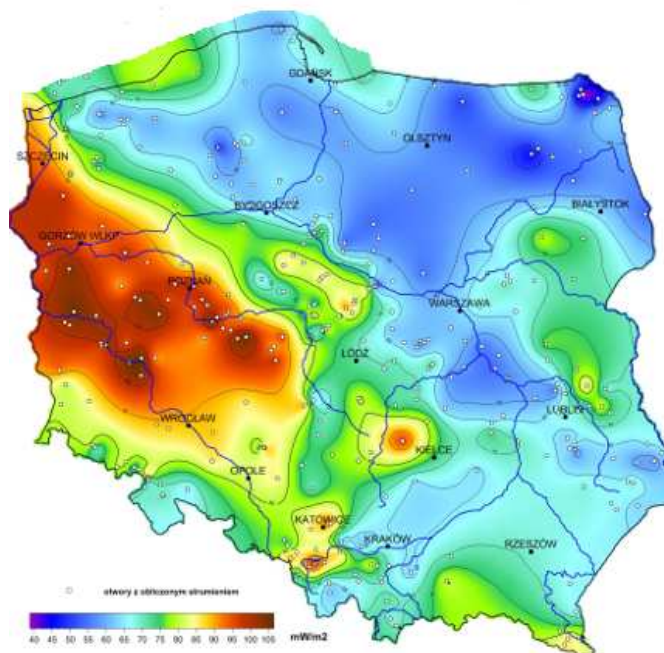 GDAŃSK
OLSZTYN
SZCZECIN
BYDGOSZCZ
BIAŁYSTOK
GORZÓW WLKP
POZNAŃ
WARSZAWA
ŁÓDŹ
WROCŁAW
LUBLIN
KIELCE
OPOLE
KATOWICE
KRAKÓW
RZESZÓW
otwory z obliczonym strumieniem
40 45 50 55 60 65 70 75 80 85 90 95 100 105 mW/m2